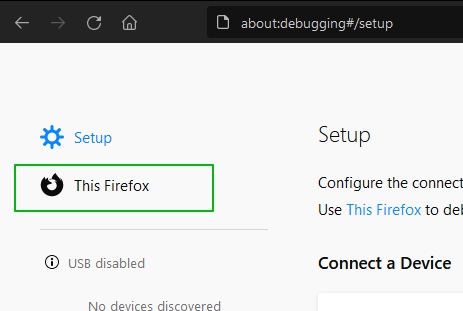 about:debugging#/setup
Setup
This Firefox
USB disabled
No devices discovered
Setup
Configure the connect
Use This Firefox to deb
Connect a Device